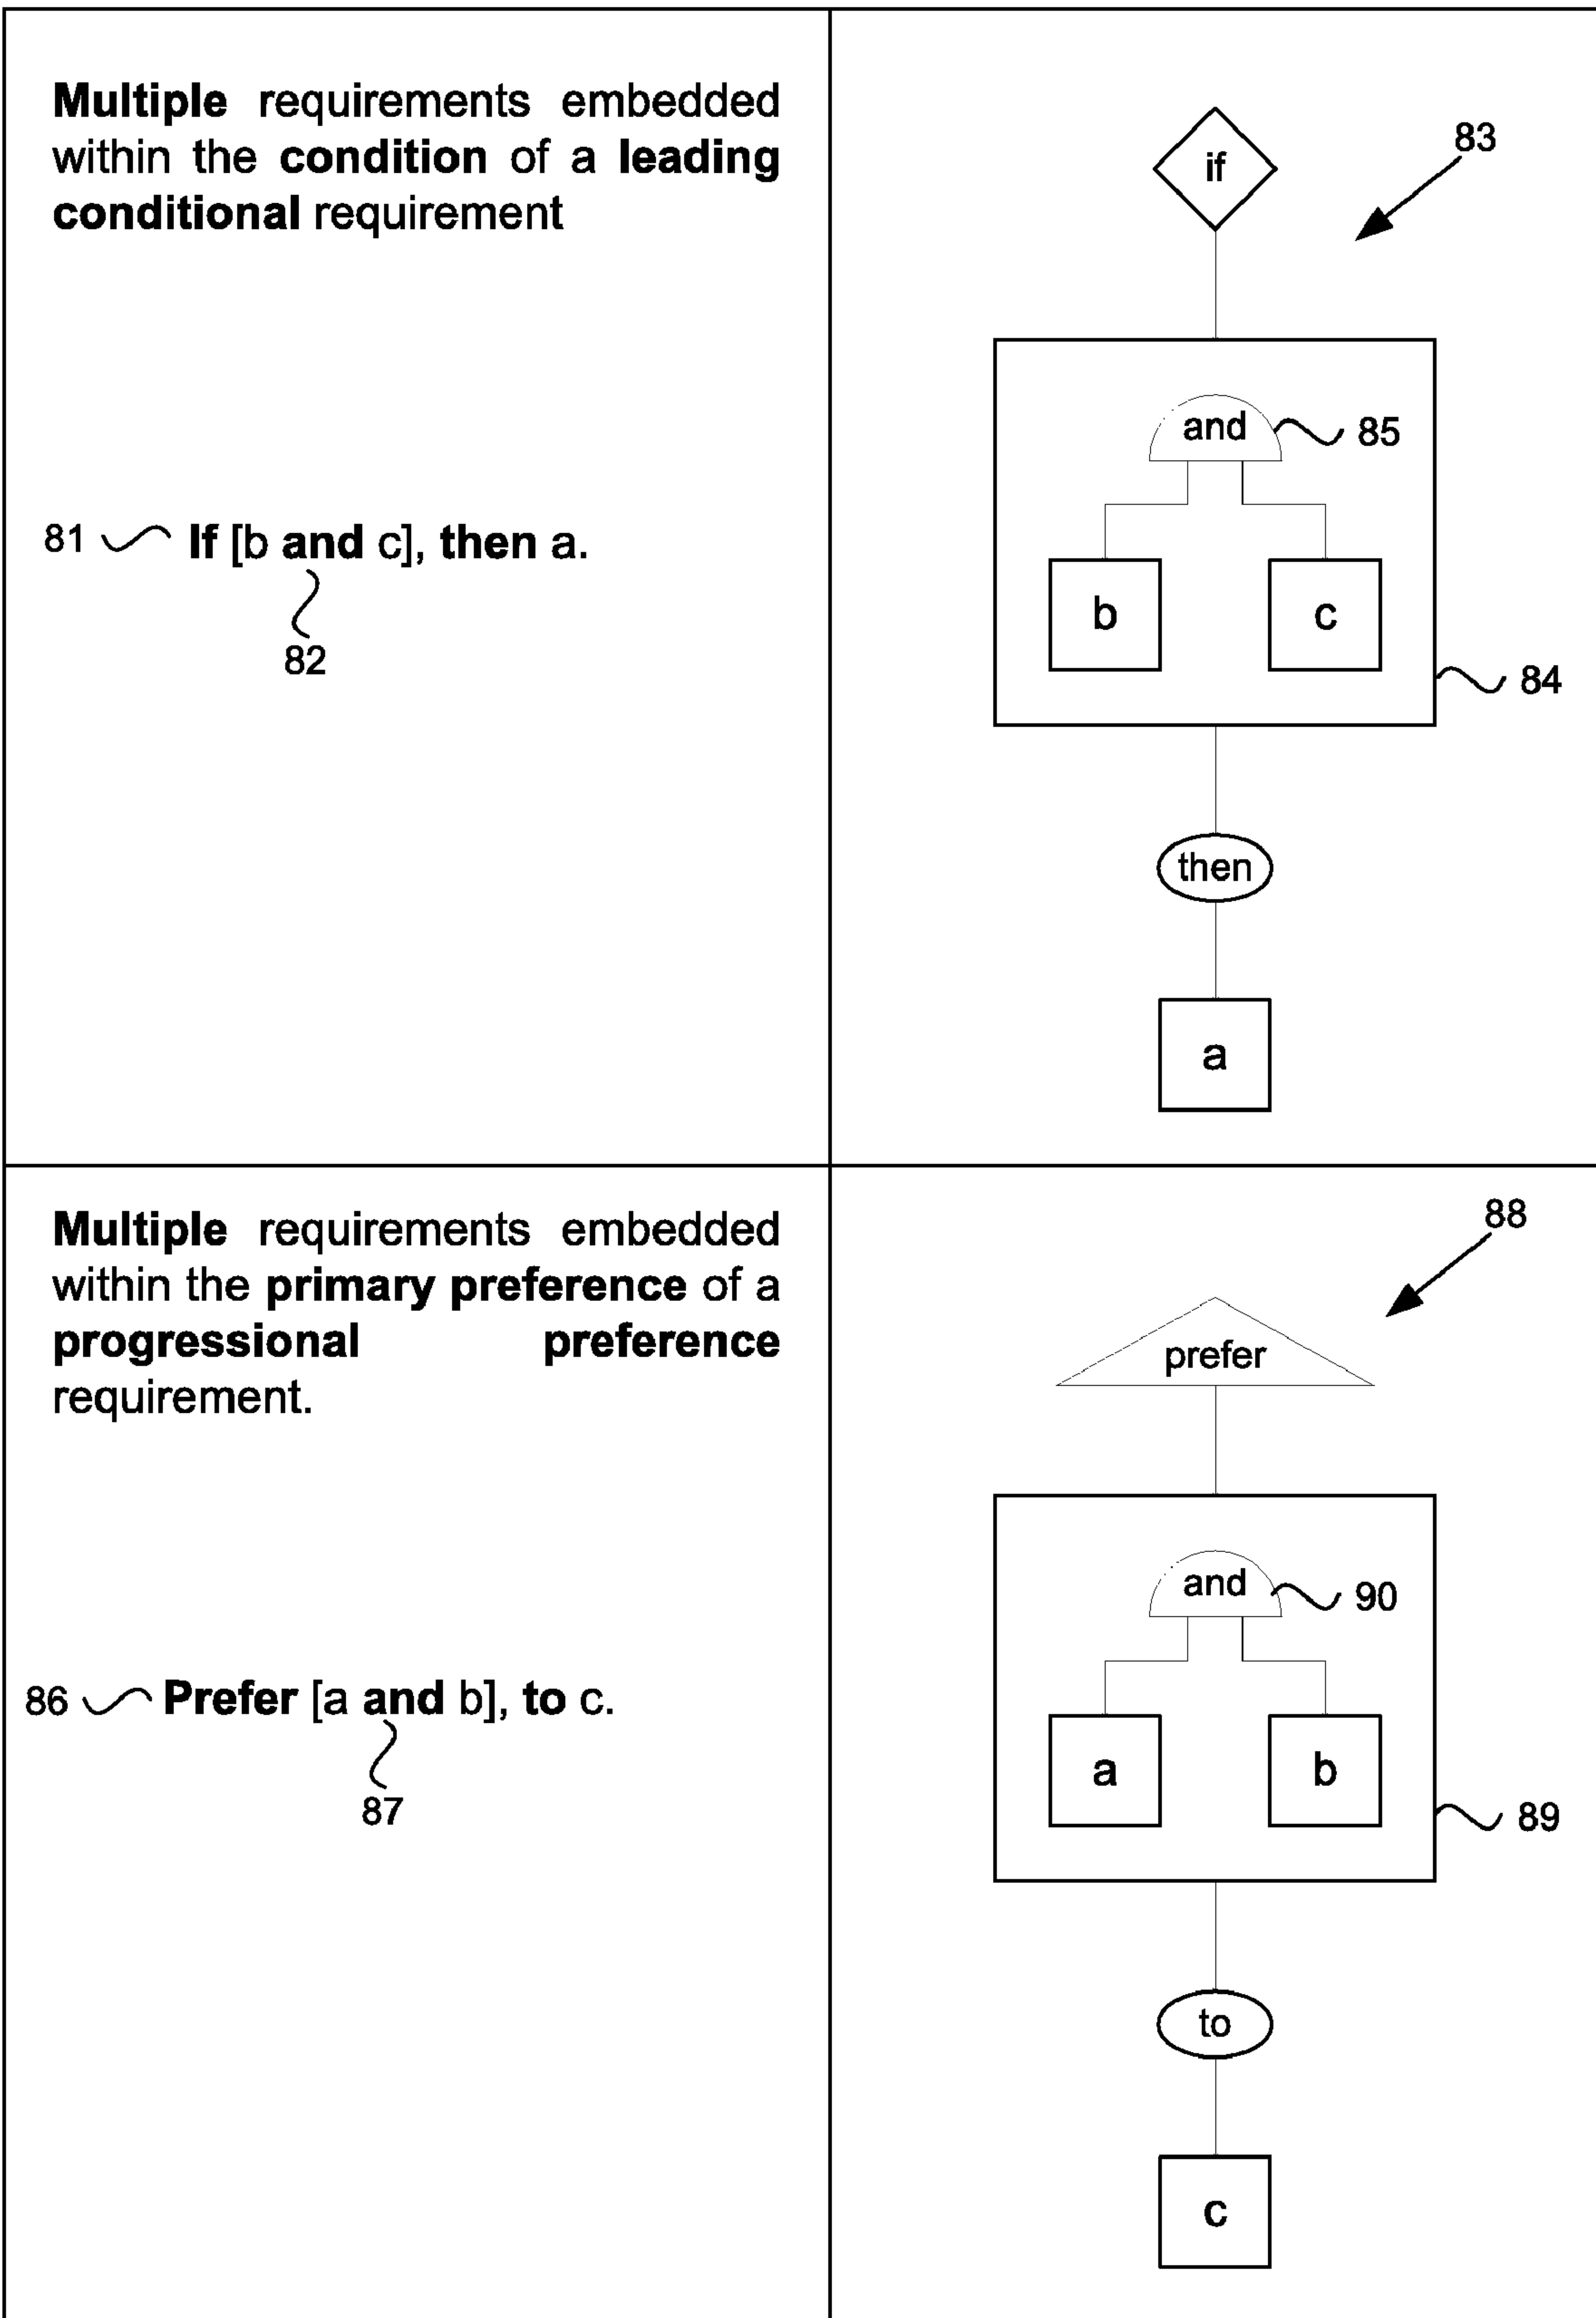 Multiple requirements embedded
within the condition of a leading
conditional requirement
81 If [b and c], then a.
82
83
if
and 85
b c
84
then
a
Multiple requirements embedded
within the primary preference of a
progressional preference
requirement.
86 Prefer [a and b], to c.
87
88
prefer
and 90
a b
89
to
c